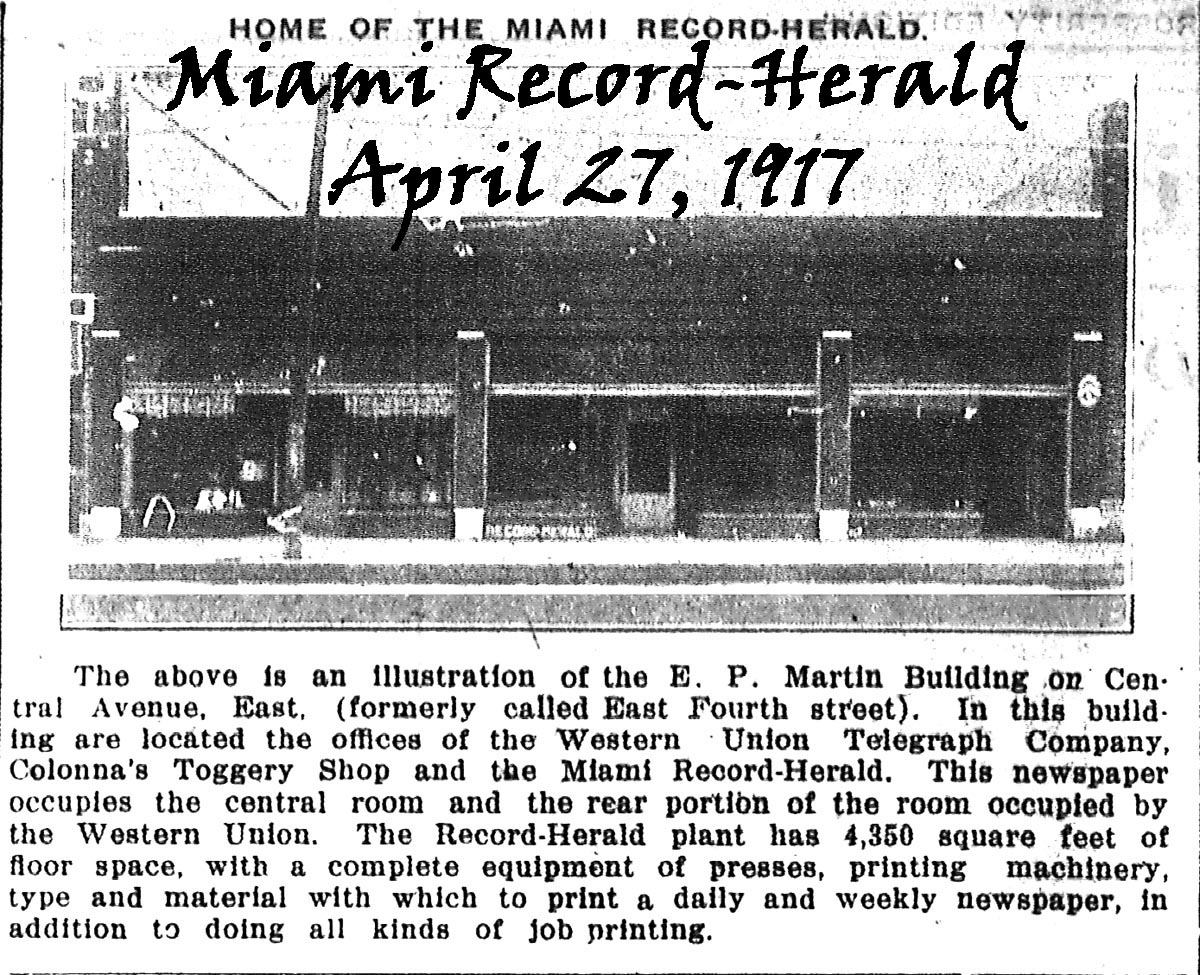 HOME OF THE MIAMI RECORD-HERALD.
Miami Record-Herald
April 27, 1917
RECORD-HERALD
The above is an illustration of the E. P. Martin Building on Cen-
tral Avenue, East, (formerly called East Fourth street). In this build-
ing are located the offices of the Western Union Telegraph Company,
Colonna's Toggery Shop and the Miami Record-Herald. This newspaper
occupies the central room and the rear portion of the room occupied by
the Western Union. The Record-Herald plant has 4,350 square feet of
floor space, with a complete equipment of presses, printing machinery,
type and material with which to print a daily and weekly newspaper, in
addition to doing all kinds of job printing.